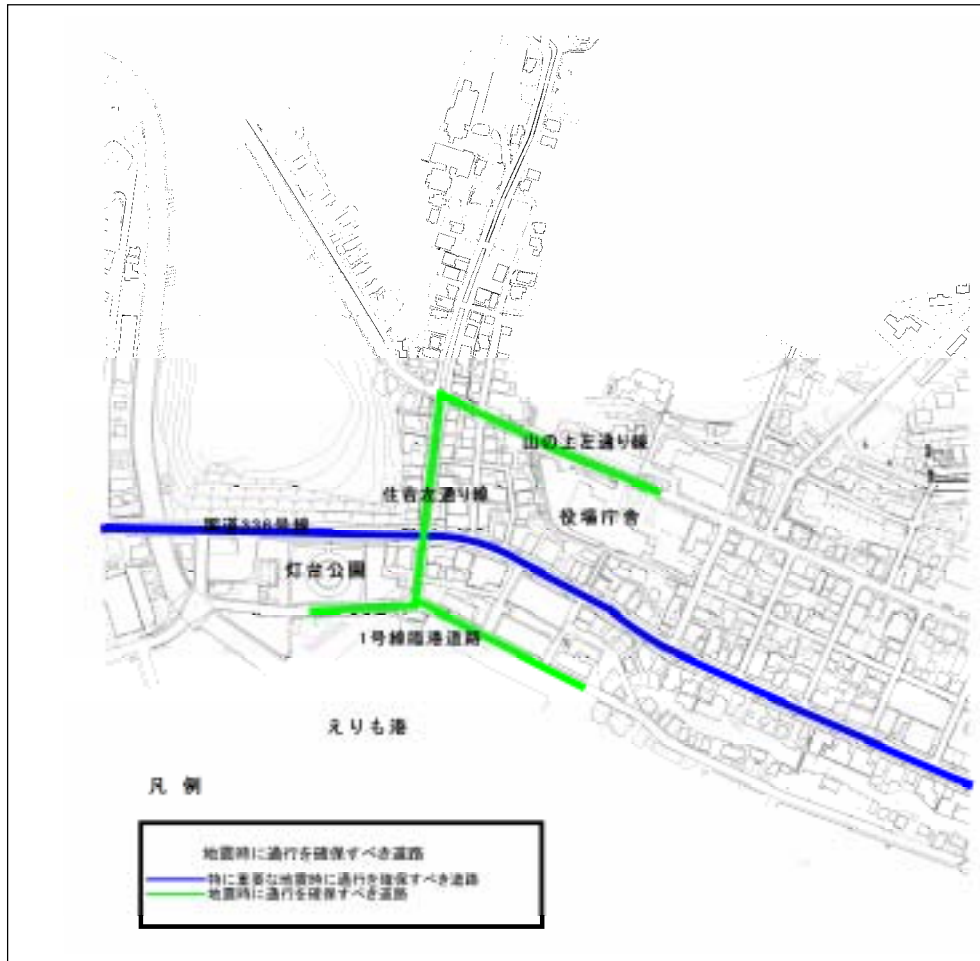 山の上左通り線
住吉左通り線
役場庁舎
国道336号線
灯台公園
1号線臨港道路
えりも港
凡 例
地震時に通行を確保すべき道路
特に重要な地震時に通行を確保すべき道路
地震時に通行を確保すべき道路